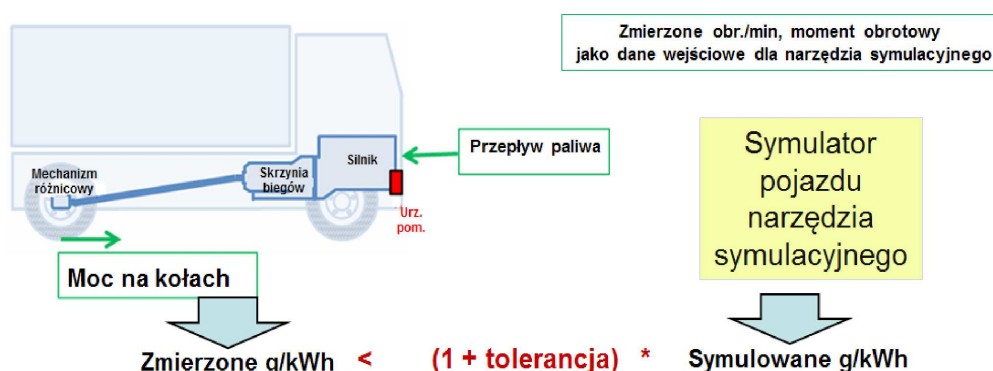 Zmierzone obr./min, moment obrotowy
jako dane wejściowe dla narzędzia symulacyjnego
Mechanizm
różnicowy
Skrzynia
biegów
Silnik
Przepływ paliwa
Urz.
pom.
Moc na kołach
Symulator
pojazdu
narzędzia
symulacyjnego
Zmierzone g/kWh < (1 + tolerancja) * Symulowane g/kWh